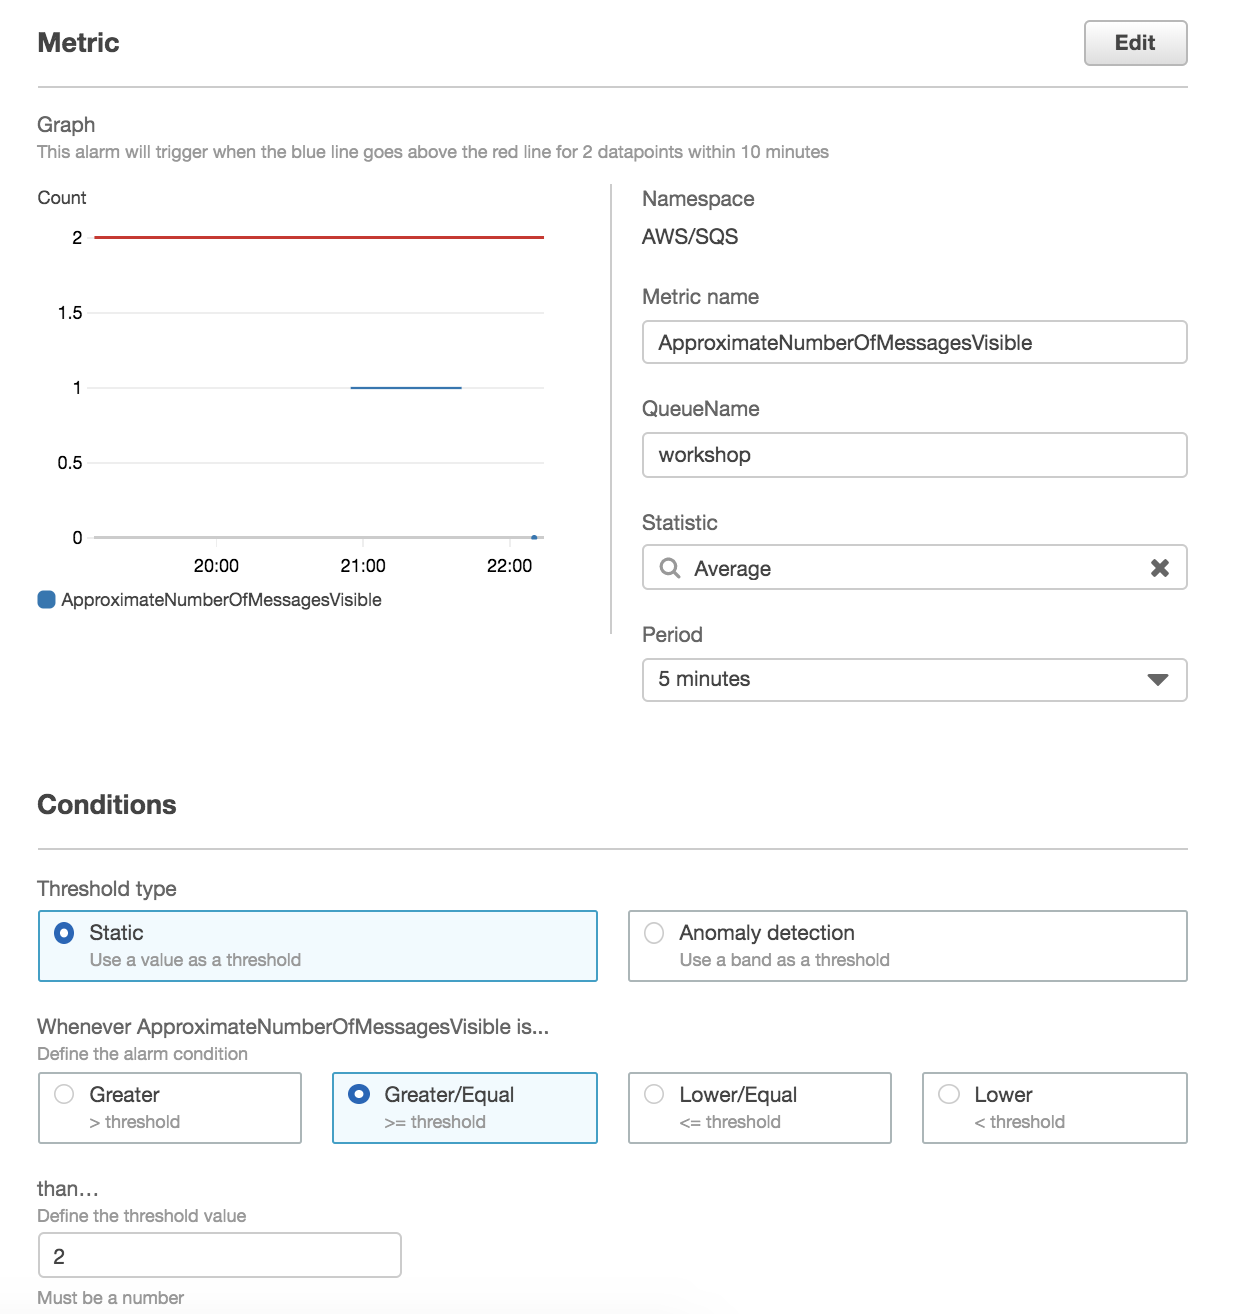 Metric
Edit
Graph
This alarm will trigger when the blue line goes above the red line for 2 datapoints within 10 minutes
Count
2
1.5
1
0.5
0
20:00
21:00
22:00
ApproximateNumberOfMessagesVisible
Namespace
AWS/SQS
Metric name
ApproximateNumberOfMessagesVisible
QueueName
workshop
Statistic
Average
Period
5 minutes
Conditions
Threshold type
Static
Use a value as a threshold
Anomaly detection
Use a band as a threshold
Whenever ApproximateNumberOfMessagesVisible is...
Define the alarm condition
Greater
> threshold
Greater/Equal
>= threshold
Lower/Equal
<= threshold
Lower
< threshold
than...
Define the threshold value
2
Must be a number